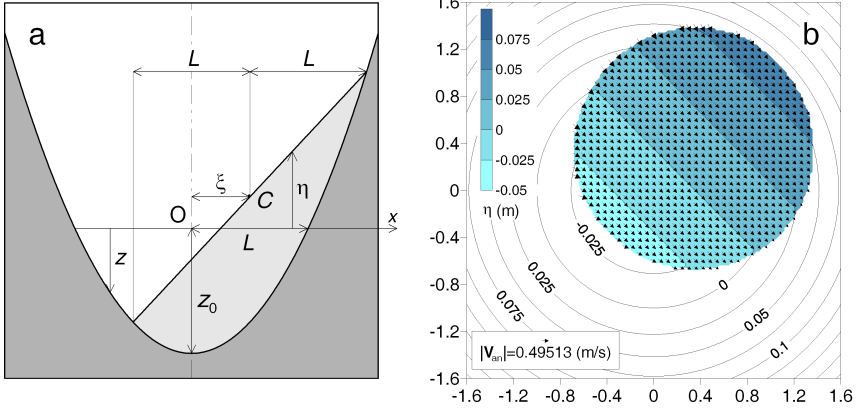 a
L L
ξ
C
η
O
x
L
z
z0
b
1.6
1.2
0.8
0.4
0
-0.4
-0.8
-1.2
-1.6
0.075
0.05
0.025
0
-0.025
-0.05
η (m)
-0.025
0
0.025
0.05
0.075
0.1
|Van|=0.49513 (m/s)
-1.6 -1.2 -0.8 -0.4 0 0.4 0.8 1.2 1.6